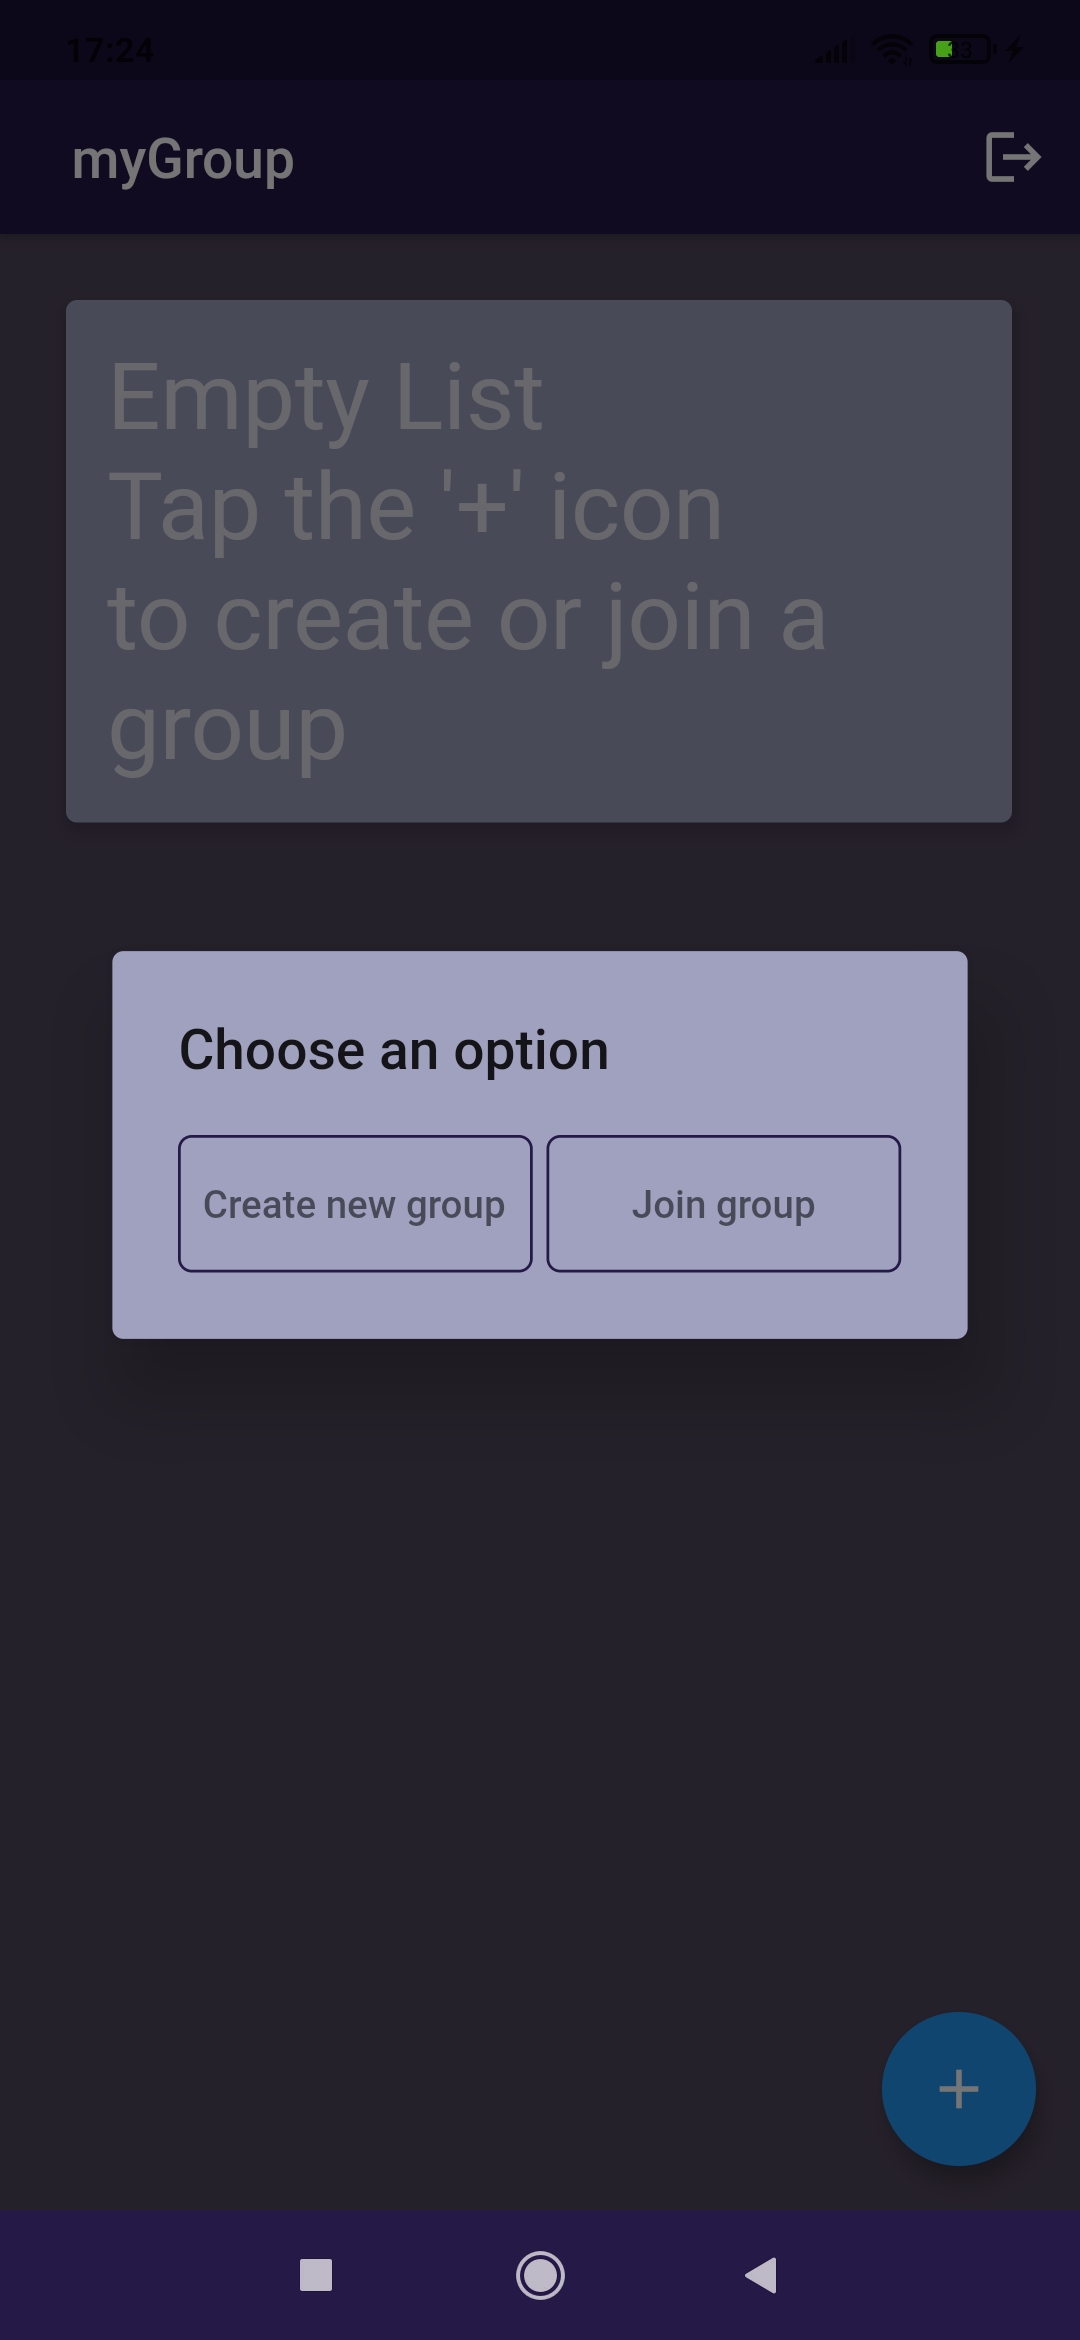 17:24
33
myGroup
Empty List
Tap the '+' icon
to create or join a
group
Choose an option
Create new group
Join group